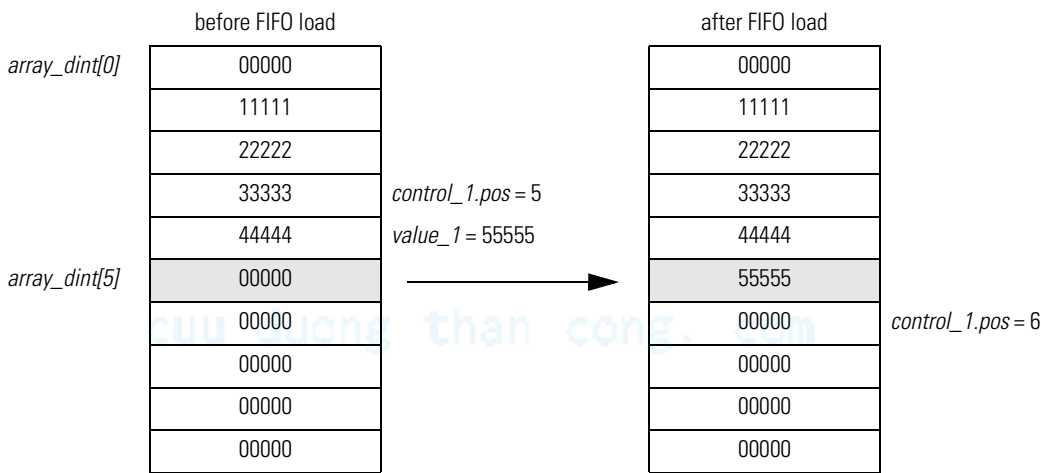 before FIFO load after FIFO load
array_dint[0] 00000 00000
11111 11111
22222 22222
33333 control_1.pos = 5 33333
44444 value_1 = 55555 44444
array_dint[5] 00000 55555
00000 00000 control_1.pos = 6
cuu duong than cong. com
00000 00000
00000 00000
00000 00000